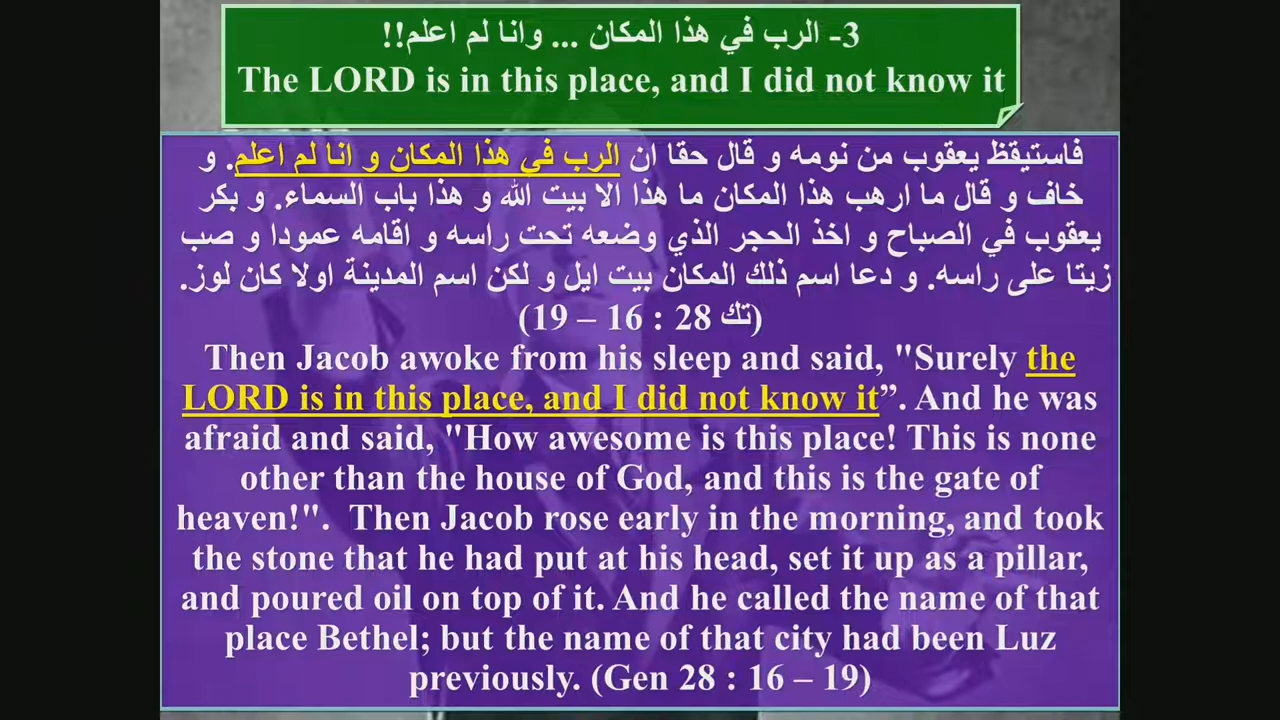 3- الرب في هذا المكان ... وانا لم اعلم!!
The LORD is in this place, and I did not know it
فاستيقظ يعقوب من نومه و قال حقا ان الرب في هذا المكان و انا لم اعلم. و
خاف و قال ما ارهب هذا المكان ما هذا الا بيت الله و هذا باب السماء. و بكر
يعقوب في الصباح و اخذ الحجر الذي وضعه تحت راسه و اقامه عمودا و صب
زيتا على راسه. و دعا اسم ذلك المكان بيت ايل و لكن اسم المدينة اولا كان لوز.
(تك 28 : 16 – 19)
Then Jacob awoke from his sleep and said, "Surely the
LORD is in this place, and I did not know it”. And he was
afraid and said, "How awesome is this place! This is none
other than the house of God, and this is the gate of
heaven!". Then Jacob rose early in the morning, and took
the stone that he had put at his head, set it up as a pillar,
and poured oil on top of it. And he called the name of that
place Bethel; but the name of that city had been Luz
previously. (Gen 28 : 16 – 19)